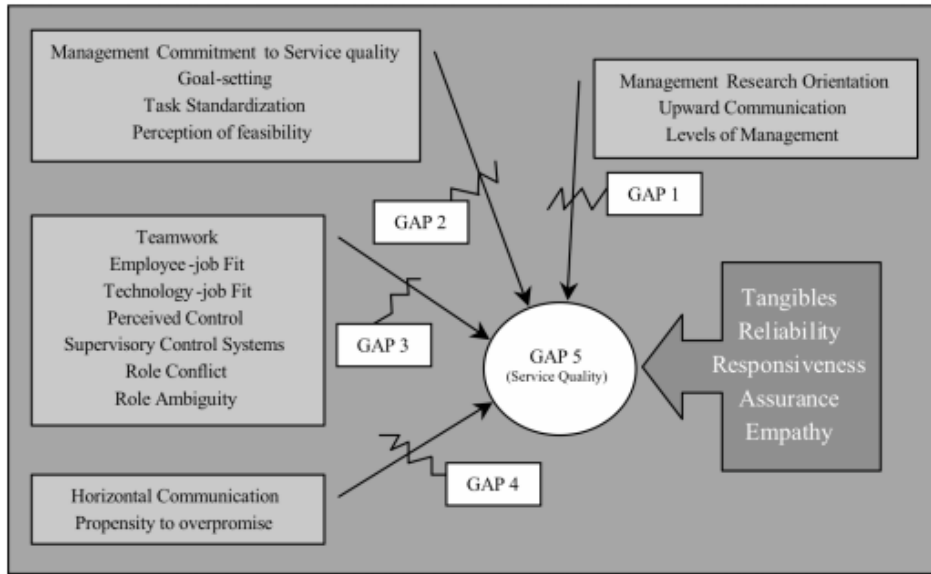 Management Commitment to Service quality
Goal-setting
Task Standardization
Perception of feasibility
Management Research Orientation
Upward Communication
Levels of Management
GAP 1
GAP 2
Teamwork
Employee-job Fit
Technology-job Fit
Perceived Control
Supervisory Control Systems
Role Conflict
Role Ambiguity
GAP 3
GAP 5
(Service Quality)
Tangibles
Reliability
Responsiveness
Assurance
Empathy
GAP 4
Horizontal Communication
Propensity to overpromise